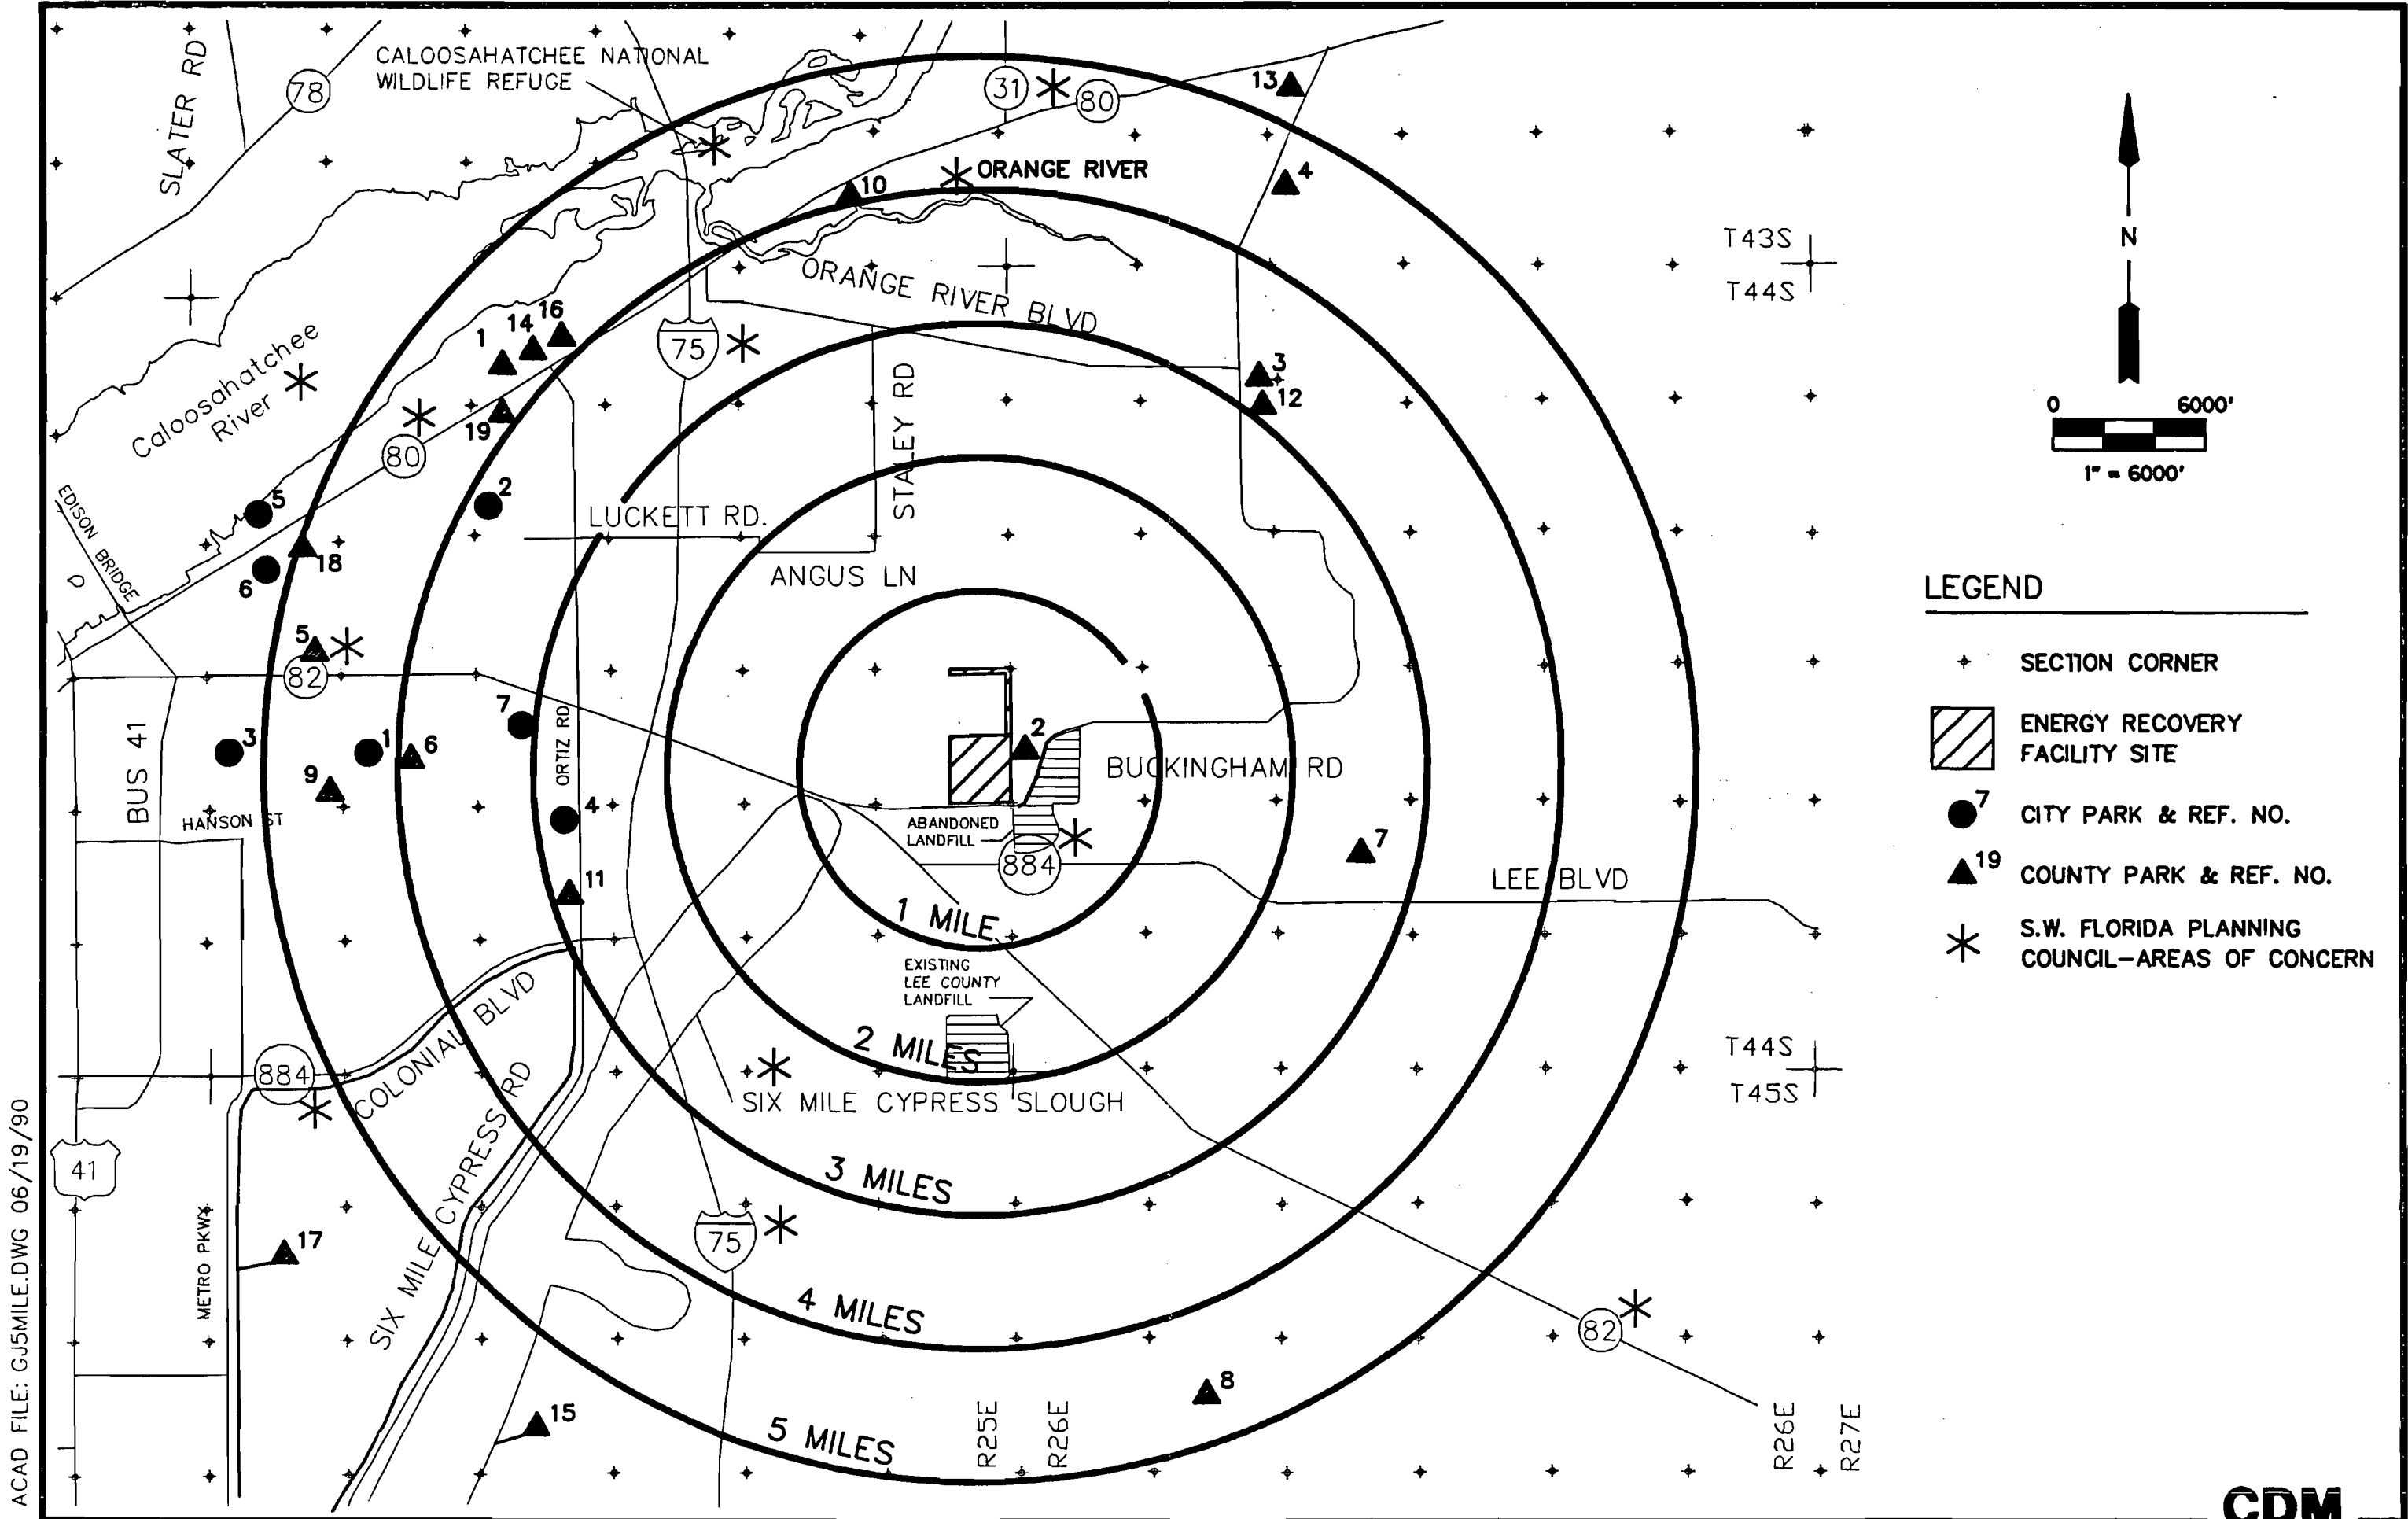 SLATER RD
78
CALOOSAHATCHEE NATIONAL
WILDLIFE REFUGE
31
80
13
4
10
ORANGE RIVER
T43S
T44S
N
ORANGE RIVER BLVD
Caloosahatchee
River
1
14
16
75
STALEY RD
3
12
0
6000'
1" = 6000'
19
80
2
5
EDISON BRIDGE
LUCKETT RD.
18
6
ANGUS LN
LEGEND
SECTION CORNER
ENERGY RECOVERY
FACILITY SITE
7
CITY PARK & REF. NO.
19
COUNTY PARK & REF. NO.
S.W. FLORIDA PLANNING
COUNCIL-AREAS OF CONCERN
5
82
7
ORTIZ RD
3
1
6
9
BUS 41
HANSON ST
4
11
2
BUCKINGHAM RD
ABANDONED
LANDFILL
884
7
LEE BLVD
1 MILE
EXISTING
LEE COUNTY
LANDFILL
2 MILES
SIX MILE CYPRESS SLOUGH
T44S
T45S
884
COLONIAL BLVD
SIX MILE CYPRESS RD
41
METRO PKWY
17
3 MILES
75
4 MILES
82
8
15
5 MILES
R25E
R26E
R26E
R27E
ACAD FILE: GJ5MILE.DWG 06/19/90
CDM